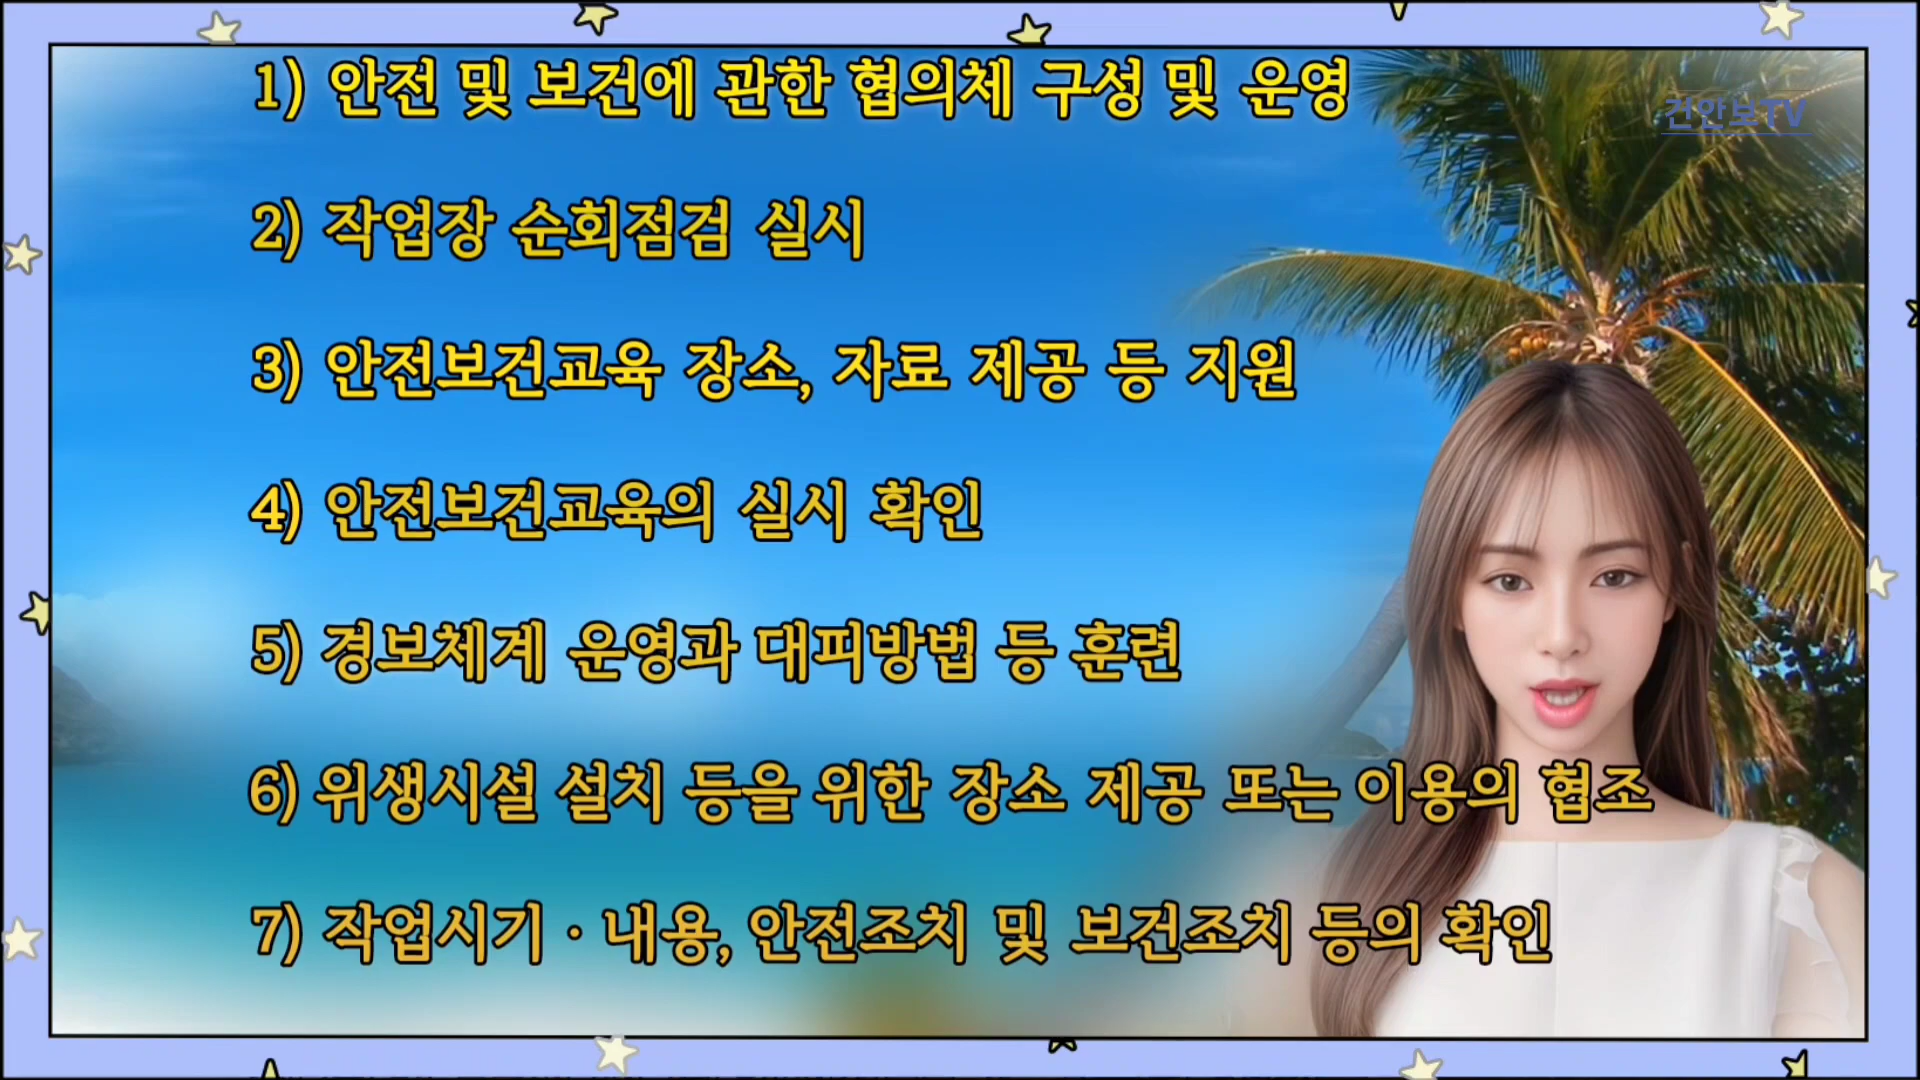 1) 안전 및 보건에 관한 협의체 구성 및 운영
건안보TV
2) 작업장 순회점검 실시
3) 안전보건교육 장소, 자료 제공 등 지원
4) 안전보건교육의 실시 확인
5) 경보체계 운영과 대피방법 등 훈련
6) 위생시설 설치 등을 위한 장소 제공 또는 이용의 협조
7) 작업시기·내용, 안전조치 및 보건조치 등의 확인